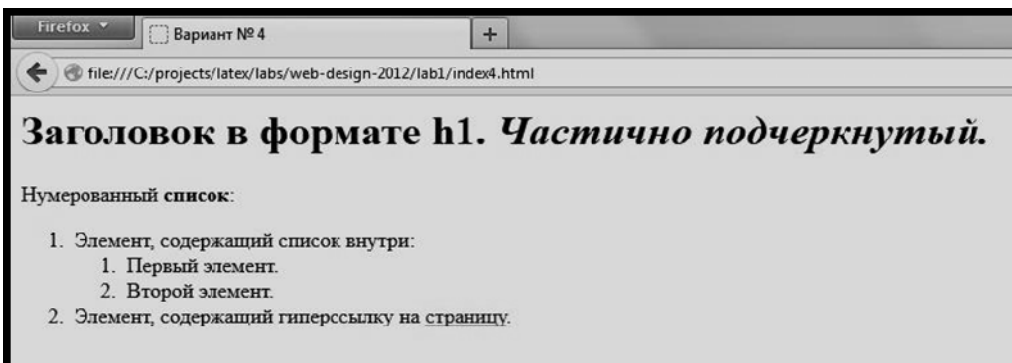 Firefox
Вариант № 4
file:///C:/projects/latex/labs/web-design-2012/lab1/index4.html
Заголовок в формате h1. Частично подчеркнутый.
Нумерованный список:
1. Элемент, содержащий список внутри:
1. Первый элемент.
2. Второй элемент.
2. Элемент, содержащий гиперссылку на страницу.